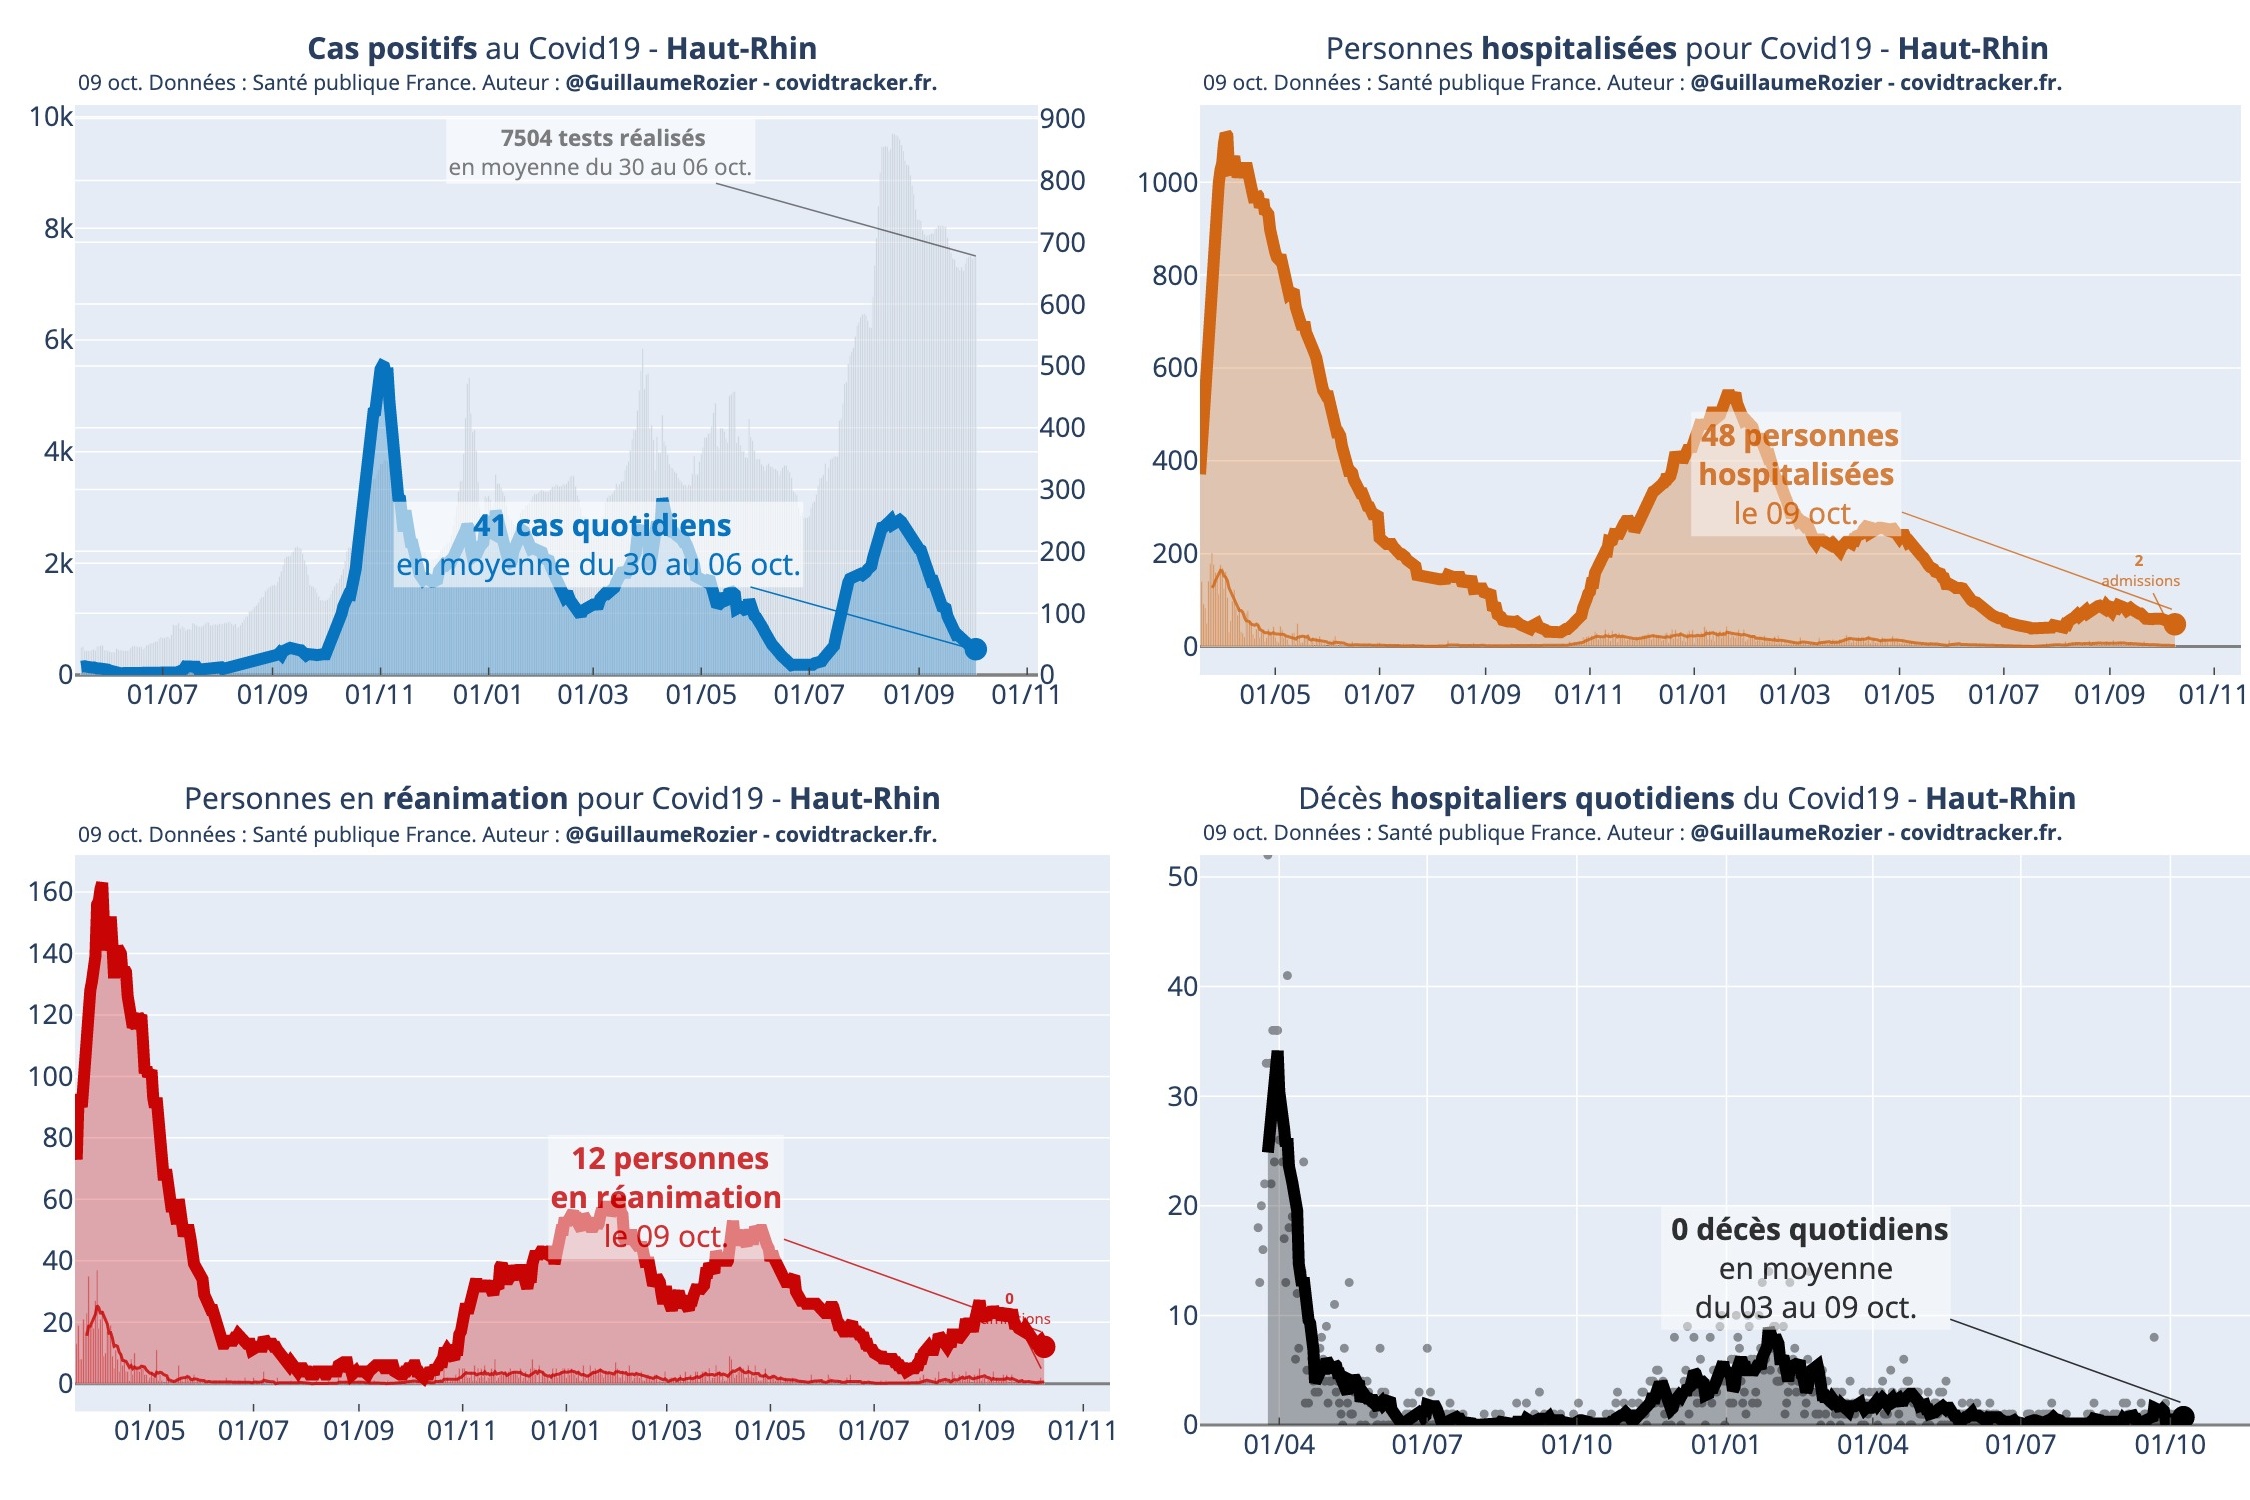 Cas positifs au Covid19 - Haut-Rhin
09 oct. Données : Santé publique France. Auteur : @GuillaumeRozier - covidtracker.fr.
10k
8k
6k
4k
2k
0
900
800
700
600
500
400
300
200
100
0
7504 tests réalisés
en moyenne du 30 au 06 oct.
41 cas quotidiens
en moyenne du 30 au 06 oct.
01/07 01/09 01/11 01/01 01/03 01/05 01/07 01/09 01/11
Personnes hospitalisées pour Covid19 - Haut-Rhin
09 oct. Données : Santé publique France. Auteur : @GuillaumeRozier - covidtracker.fr.
1000
800
600
400
200
0
48 personnes
hospitalisées
le 09 oct.
2
admissions
01/05 01/07 01/09 01/11 01/01 01/03 01/05 01/07 01/09 01/11
Personnes en réanimation pour Covid19 - Haut-Rhin
09 oct. Données : Santé publique France. Auteur : @GuillaumeRozier - covidtracker.fr.
160
140
120
100
80
60
40
20
0
12 personnes
en réanimation
le 09 oct.
0
01/05 01/07 01/09 01/11 01/01 01/03 01/05 01/07 01/09 01/11
Décès hospitaliers quotidiens du Covid19 - Haut-Rhin
09 oct. Données : Santé publique France. Auteur : @GuillaumeRozier - covidtracker.fr.
50
40
30
20
10
0
0 décès quotidiens
en moyenne
du 03 au 09 oct.
01/04 01/07 01/10 01/01 01/04 01/07 01/10